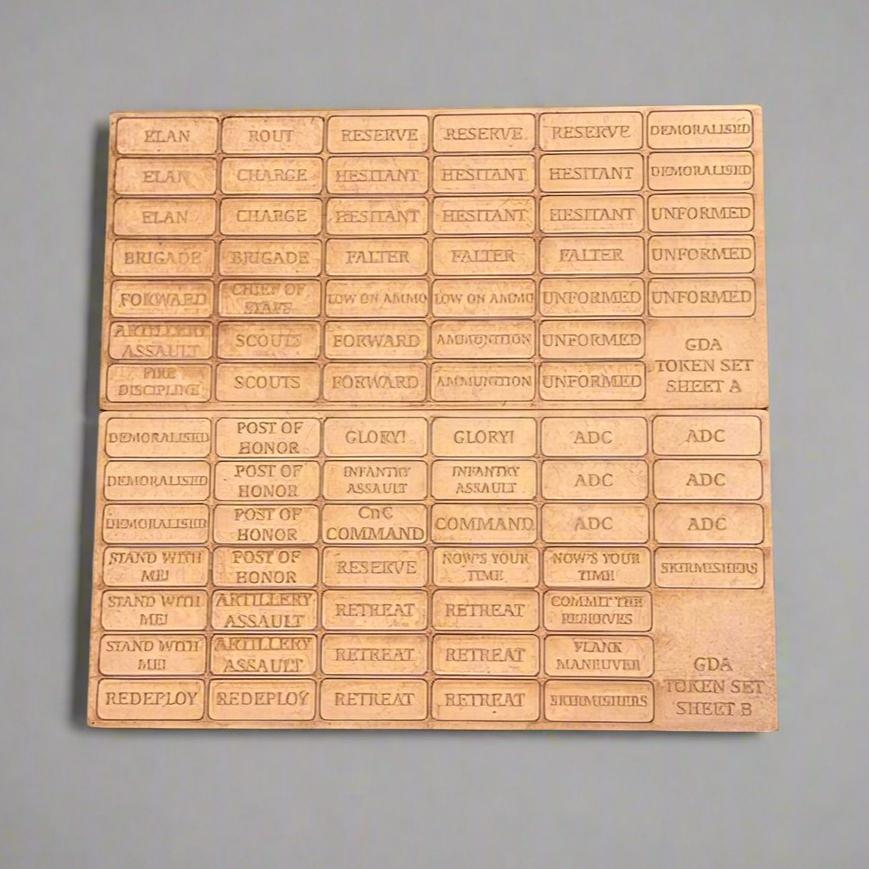 ELAN ROUT RESERVE RESERVE RESERVE DEMORALISED
ELAN CHARGE HESITANT HESITANT HESITANT DEMORALISED
ELAN CHARGE HESITANT HESITANT HESITANT UNFORMED
BRIGADE BRIGADE FALTER FALTER FALTER UNFORMED
FORWARD CHIEF OF STAFF LOW ON AMMO LOW ON AMMO UNFORMED UNFORMED
ARTILLERY ASSAULT SCOUTS FORWARD AMMUNITION UNFORMED
FIRE DISCIPLINE SCOUTS FORWARD AMMUNITION UNFORMED
GDA
TOKEN SET
SHEET A
DEMORALISED POST OF HONOR GLORY! GLORY! ADC ADC
DEMORALISED POST OF HONOR INFANTRY ASSAULT INFANTRY ASSAULT ADC ADC
DEMORALISED POST OF HONOR CnC COMMAND COMMAND ADC ADC
STAND WITH ME! POST OF HONOR RESERVE NOW'S YOUR TIME NOW'S YOUR TIME! SKIRMISHERS
STAND WITH ME! ARTILLERY ASSAULT RETREAT RETREAT COMMIT THE RESERVES
STAND WITH ME! ARTILLERY ASSAULT RETREAT RETREAT FLANK MANEUVER
REDEPLOY REDEPLOY RETREAT RETREAT SKIRMISHERS
GDA
TOKEN SET
SHEET B